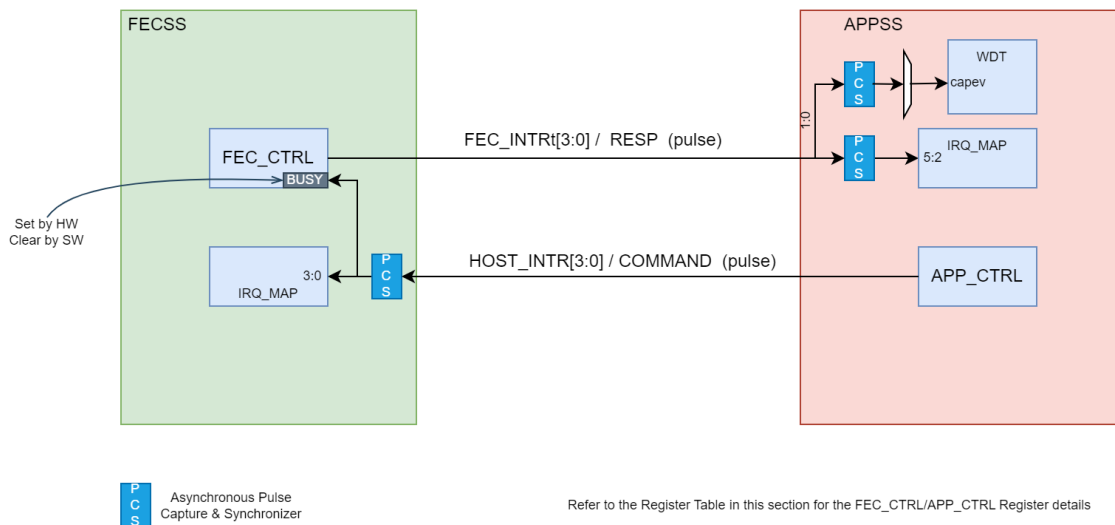 FECSS
APPSS
P
C
S
WDT
capev
1:0
FEC_INTRt[3:0] / RESP (pulse)
FEC_CTRL
BUSY
P
C
S
IRQ_MAP
5:2
Set by HW
Clear by SW
HOST_INTR[3:0] / COMMAND (pulse)
3:0
IRQ_MAP
P
C
S
APP_CTRL
P
C
S
Asynchronous Pulse
Capture & Synchronizer
Refer to the Register Table in this section for the FEC_CTRL/APP_CTRL Register details